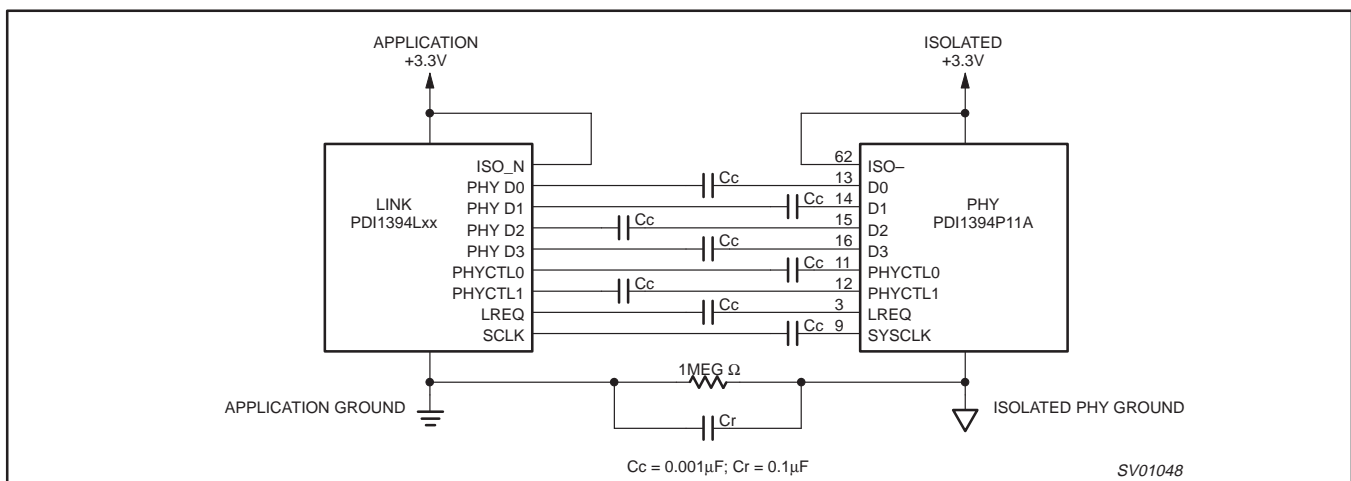 APPLICATION
+3.3V
ISOLATED
+3.3V
LINK
PDI1394Lxx
ISO_N
PHY D0
PHY D1
PHY D2
PHY D3
PHYCTL0
PHYCTL1
LREQ
SCLK
Cc
Cc
Cc
Cc
Cc
Cc
Cc
Cc
62
13
14
15
16
11
12
3
9
ISO–
D0
D1
D2
D3
PHYCTL0
PHYCTL1
LREQ
SYSCLK
PHY
PDI1394P11A
1MEG Ω
APPLICATION GROUND
Cr
ISOLATED PHY GROUND
Cc = 0.001µF; Cr = 0.1µF
SV01048